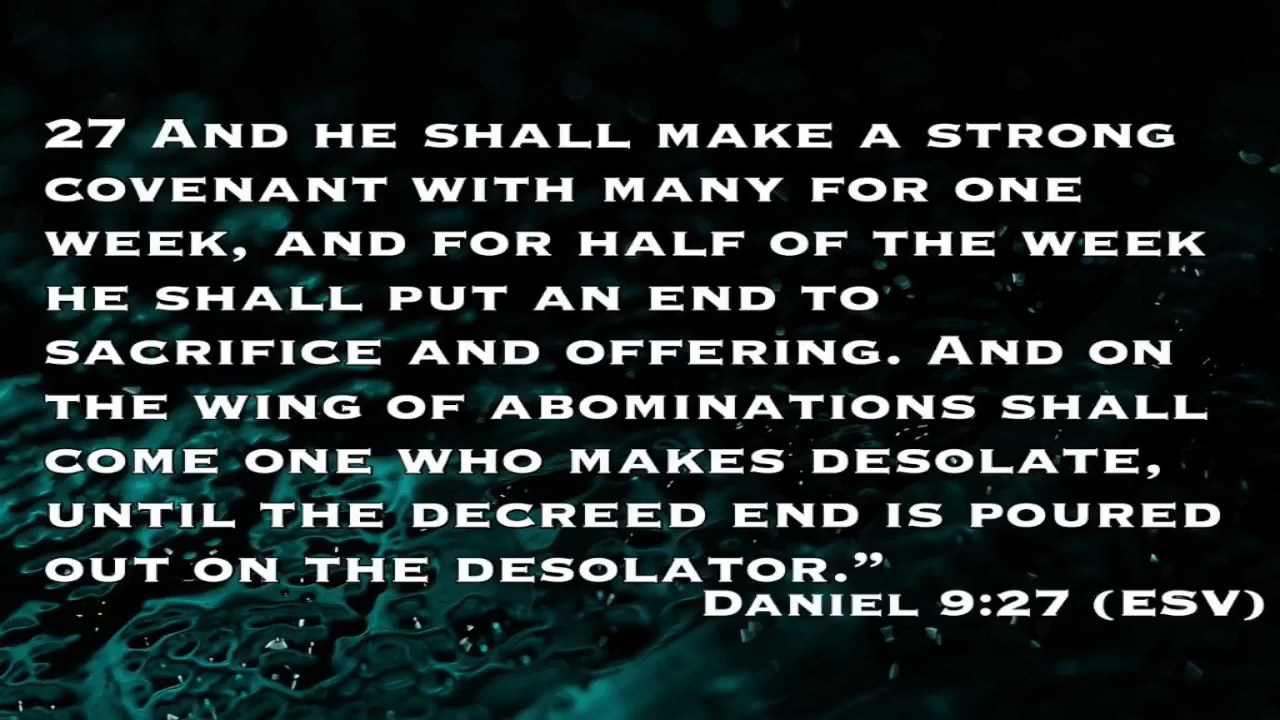 27 And he shall make a strong
covenant with many for one
week, and for half of the week
he shall put an end to
sacrifice and offering. And on
the wing of abominations shall
come one who makes desolate,
until the decreed end is poured
out on the desolator.”
Daniel 9:27 (ESV)